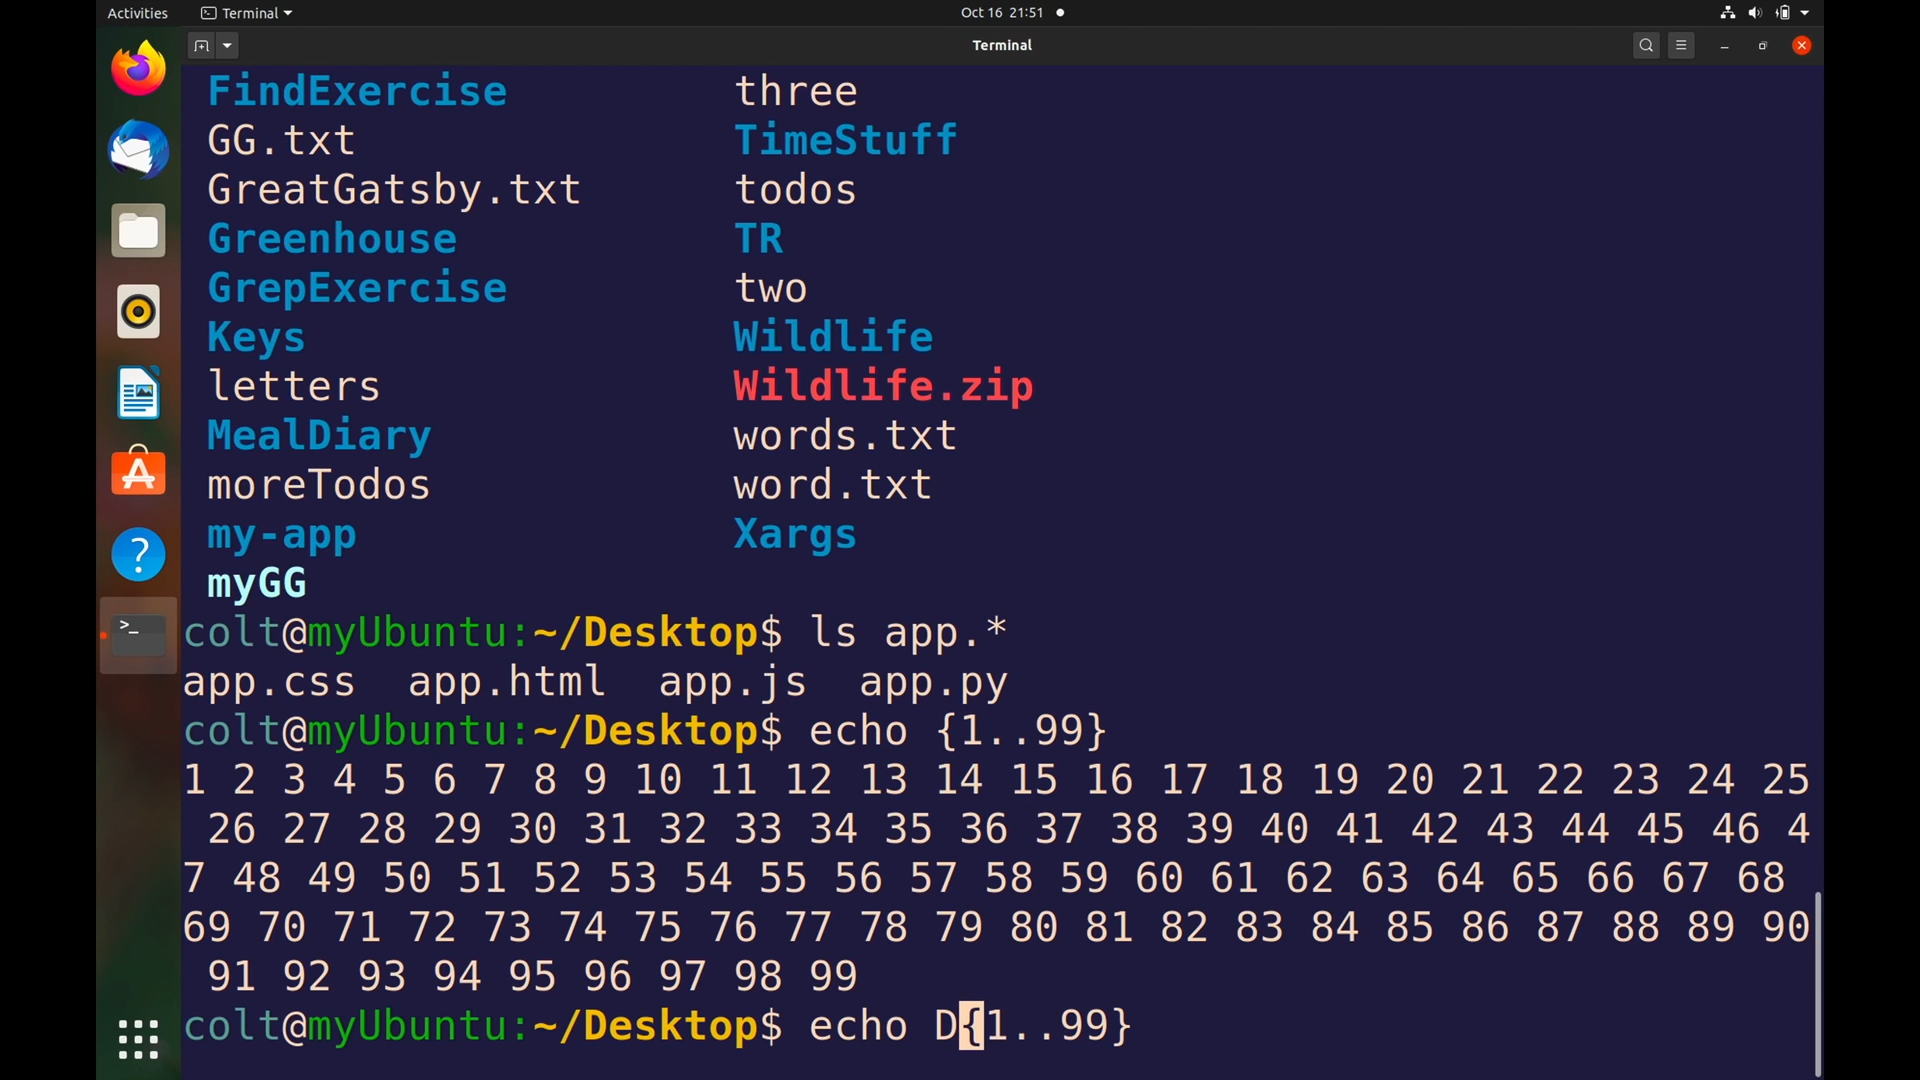 Activities Terminal Oct 16 21:51
Terminal
FindExercise three
GG.txt TimeStuff
GreatGatsby.txt todos
Greenhouse TR
GrepExercise two
Keys Wildlife
letters Wildlife.zip
MealDiary words.txt
moreTodos word.txt
my-app Xargs
myGG
colt@myUbuntu:~/Desktop$ ls app.*
app.css app.html app.js app.py
colt@myUbuntu:~/Desktop$ echo {1..99}
1 2 3 4 5 6 7 8 9 10 11 12 13 14 15 16 17 18 19 20 21 22 23 24 25
26 27 28 29 30 31 32 33 34 35 36 37 38 39 40 41 42 43 44 45 46 4
7 48 49 50 51 52 53 54 55 56 57 58 59 60 61 62 63 64 65 66 67 68
69 70 71 72 73 74 75 76 77 78 79 80 81 82 83 84 85 86 87 88 89 90
91 92 93 94 95 96 97 98 99
colt@myUbuntu:~/Desktop$ echo D{1..99}